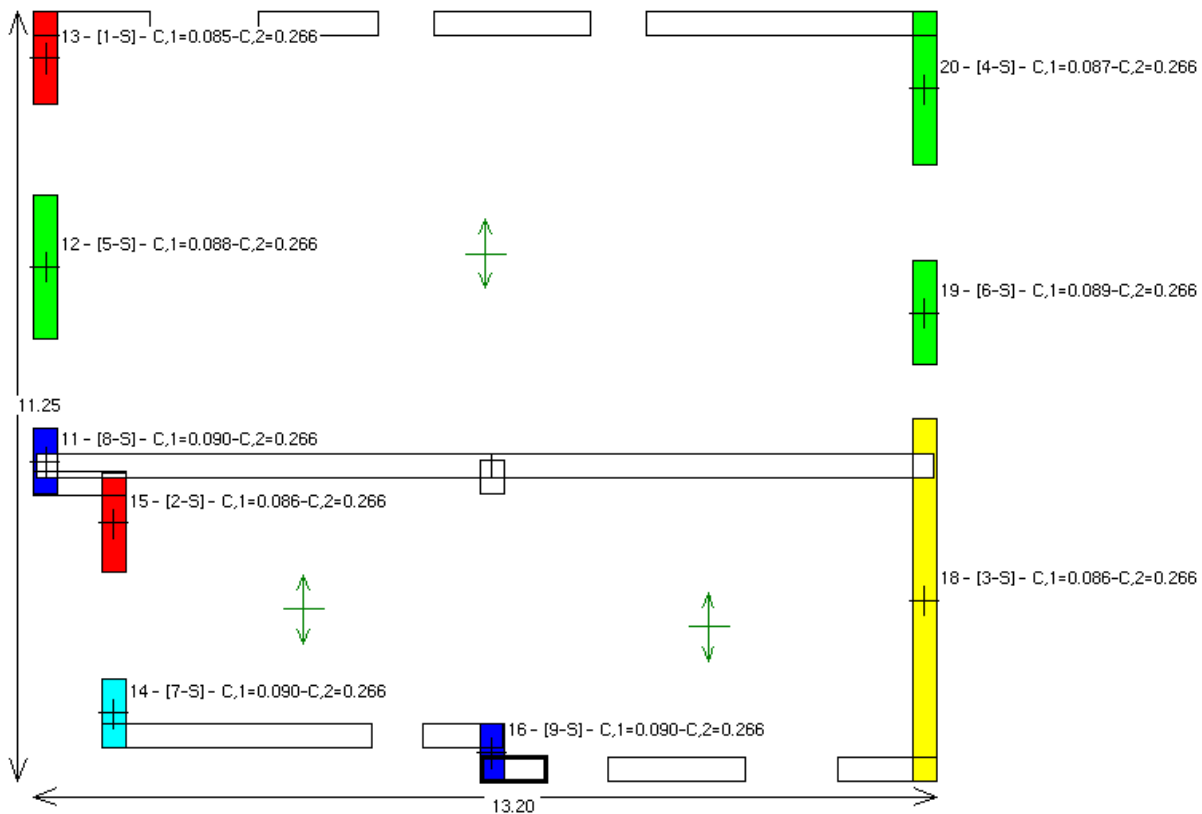 13 - [1-S] - C,1=0.085-C,2=0.266
20 - [4-S] - C,1=0.087-C,2=0.266
12 - [5-S] - C,1=0.088-C,2=0.266
19 - [6-S] - C,1=0.089-C,2=0.266
11.25
11 - [8-S] - C,1=0.090-C,2=0.266
15 - [2-S] - C,1=0.086-C,2=0.266
18 - [3-S] - C,1=0.086-C,2=0.266
14 - [7-S] - C,1=0.090-C,2=0.266
16 - [9-S] - C,1=0.090-C,2=0.266
13.20